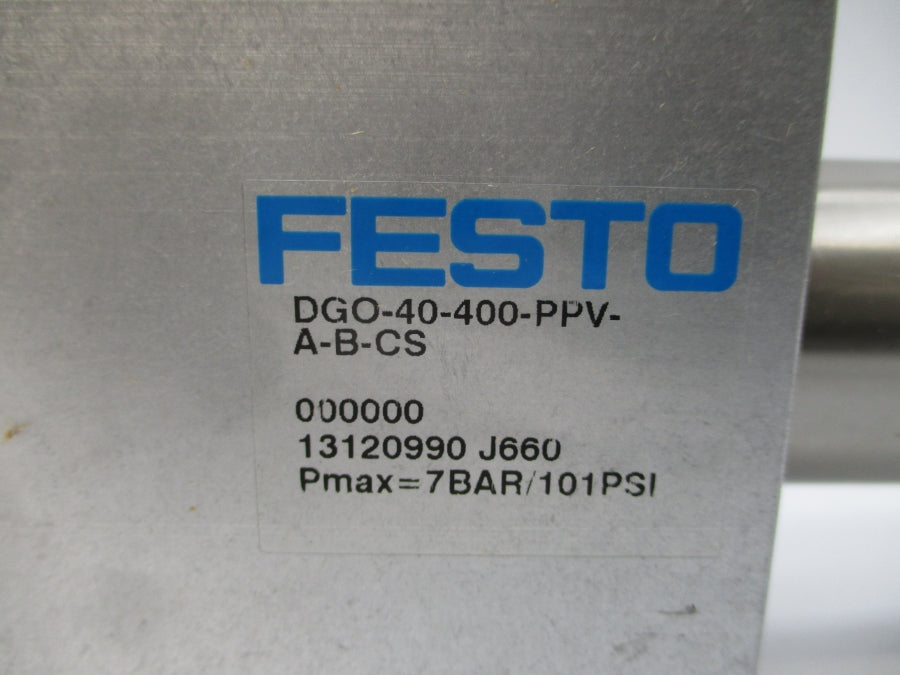 FESTO
DGO-40-400-PPV-
A-B-CS
000000
13120990 J660
Pmax=7BAR/101PSI